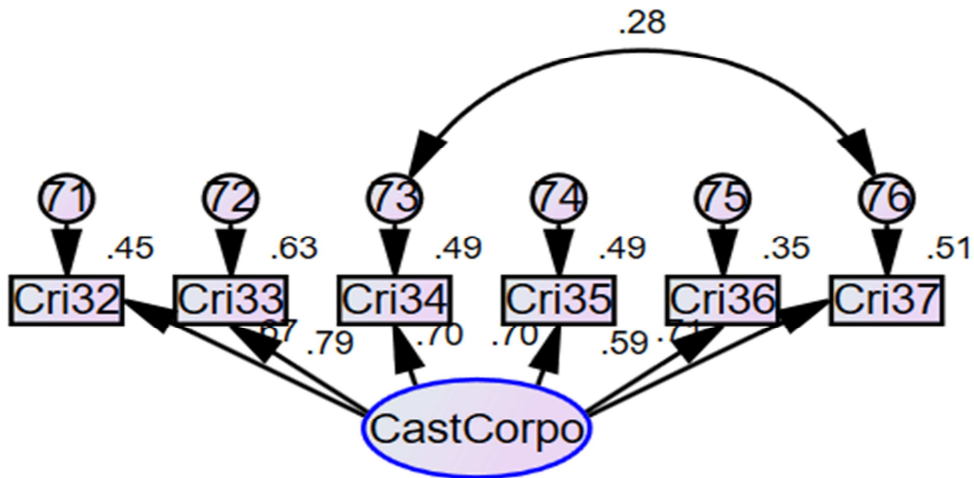 .28
71 72 73 74 75 76
.45 .63 .49 .49 .35 .51
Cri32 Cri33 Cri34 Cri35 Cri36 Cri37
.67 .79 .70 .70 .59 .71
CastCorpo